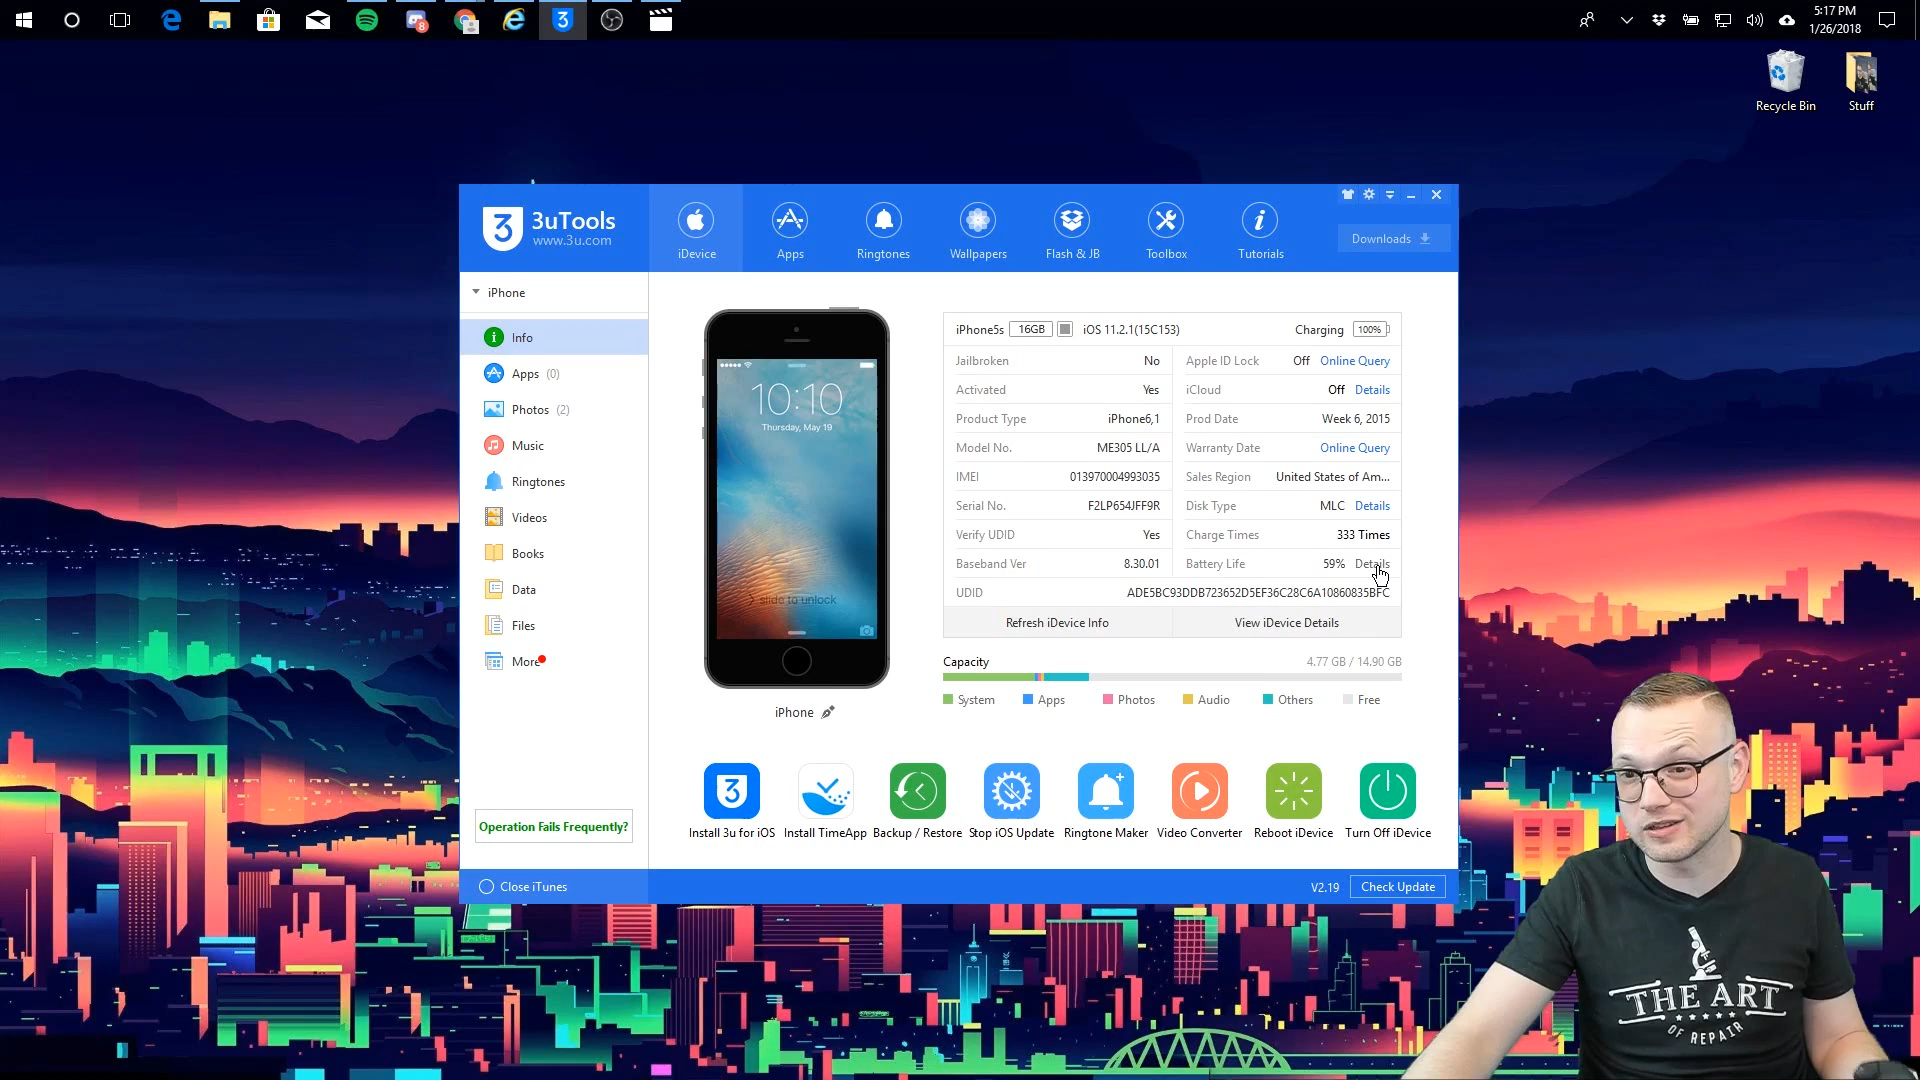 5:17 PM
1/26/2018
8
3
Recycle Bin
Stuff
3 3uTools
www.3u.com
iDevice
Apps
Ringtones
Wallpapers
Flash & JB
Toolbox
Tutorials
Downloads
iPhone
Info
Apps (0)
Photos (2)
Music
Ringtones
Videos
Books
Data
Files
More
Operation Fails Frequently?
10:10
Thursday, May 19
slide to unlock
iPhone
iPhone5s 16GB iOS 11.2.1(15C153) Charging 100%
Jailbroken No Apple ID Lock Off Online Query
Activated Yes iCloud Off Details
Product Type iPhone6,1 Prod Date Week 6, 2015
Model No. ME305 LL/A Warranty Date Online Query
IMEI 013970004993035 Sales Region United States of Am...
Serial No. F2LP654JFF9R Disk Type MLC Details
Verify UDID Yes Charge Times 333 Times
Baseband Ver 8.30.01 Battery Life 59% Details
UDID ADE5BC93DDB723652D5EF36C28C6A10860835BFC
Refresh iDevice Info View iDevice Details
Capacity 4.77 GB / 14.90 GB
System Apps Photos Audio Others Free
3
Install 3u for iOS Install TimeApp Backup / Restore Stop iOS Update Ringtone Maker Video Converter Reboot iDevice Turn Off iDevice
Close iTunes V2.19 Check Update
THE ART
OF REPAIR